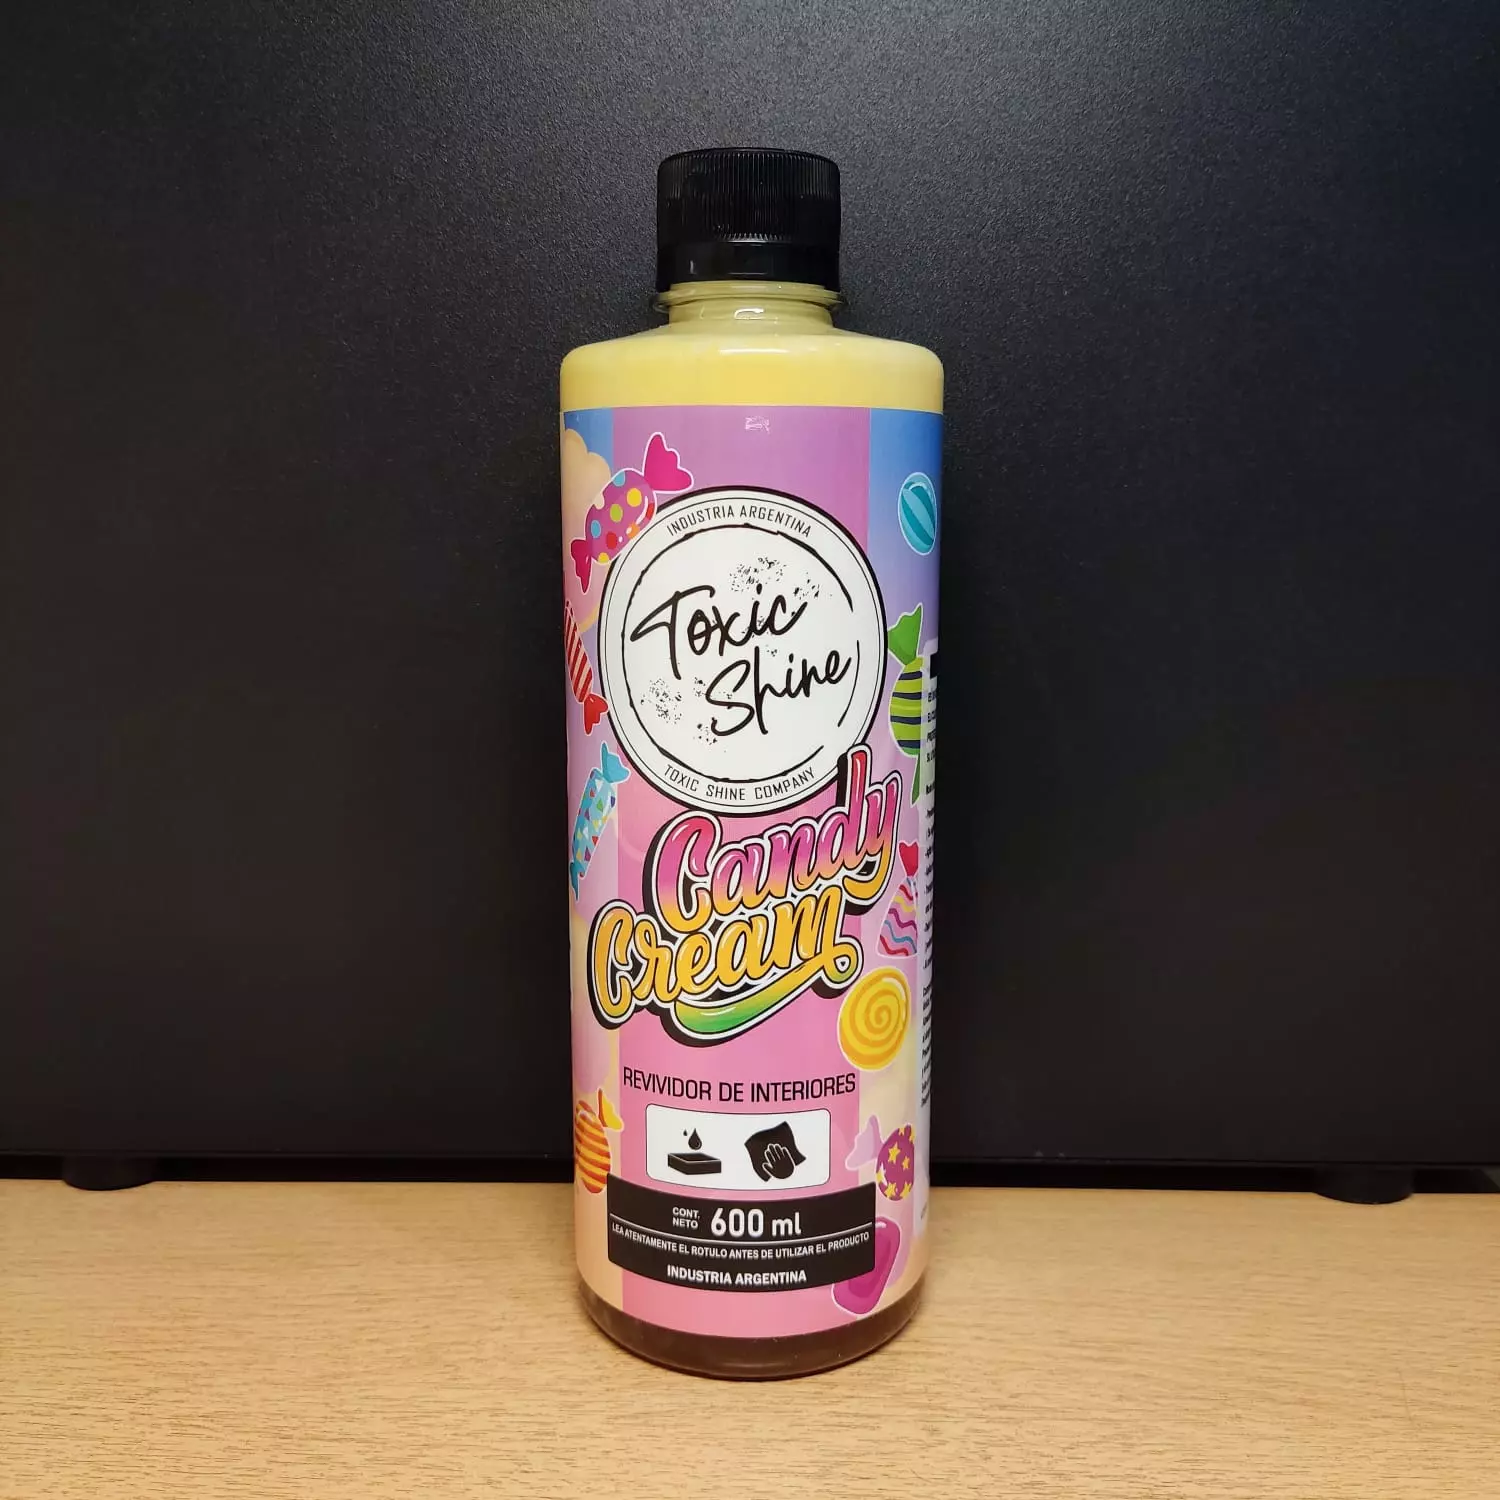 INDUSTRIA ARGENTINA
Toxic
Shine
TOXIC SHINE COMPANY
Candy
Cream
REVIVIDOR DE INTERIORES
CONT.
NETO 600 ml
LEA ATENTAMENTE EL ROTULO ANTES DE UTILIZAR EL PRODUCTO
INDUSTRIA ARGENTINA